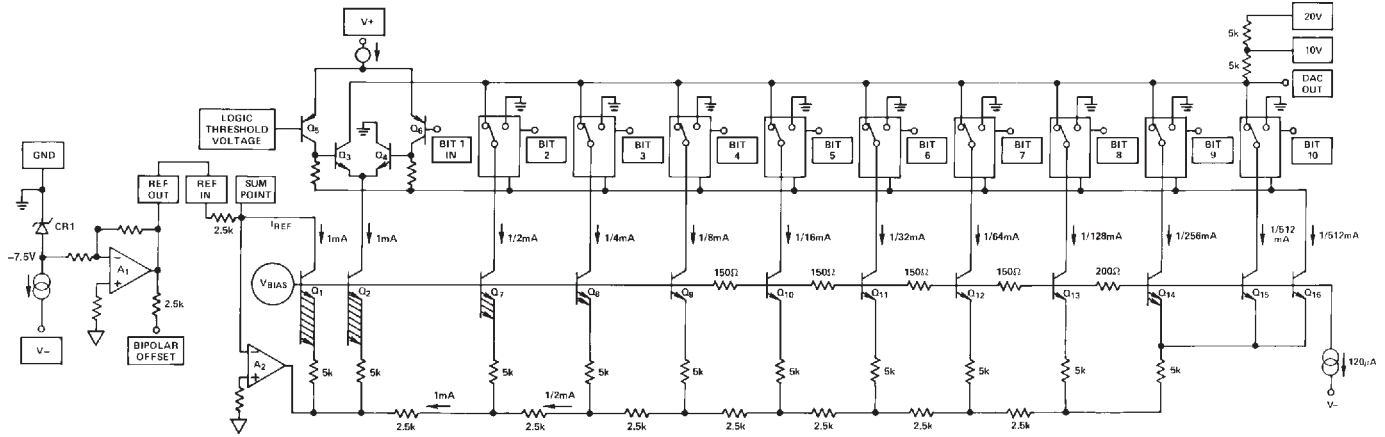 V+
20V
5k
10V
5k
DAC OUT
LOGIC THRESHOLD VOLTAGE
Q5
Q6
Q3
Q4
BIT 1 IN
BIT 2
BIT 3
BIT 4
BIT 5
BIT 6
BIT 7
BIT 8
BIT 9
BIT 10
GND
REF OUT
REF IN
SUM POINT
CR1
2.5k
IREF
1mA
1mA
1/2mA
1/4mA
1/8mA
1/16mA
1/32mA
1/64mA
1/128mA
1/256mA
1/512 mA
1/512mA
-7.5V
A1
2.5k
VBIAS
150Ω
150Ω
150Ω
150Ω
200Ω
Q1
Q2
Q7
Q8
Q9
Q10
Q11
Q12
Q13
Q14
Q15
Q16
V-
BIPOLAR OFFSET
A2
5k
5k
5k
5k
5k
5k
5k
5k
5k
5k
120μA
V-
1mA
1/2mA
2.5k
2.5k
2.5k
2.5k
2.5k
2.5k
2.5k